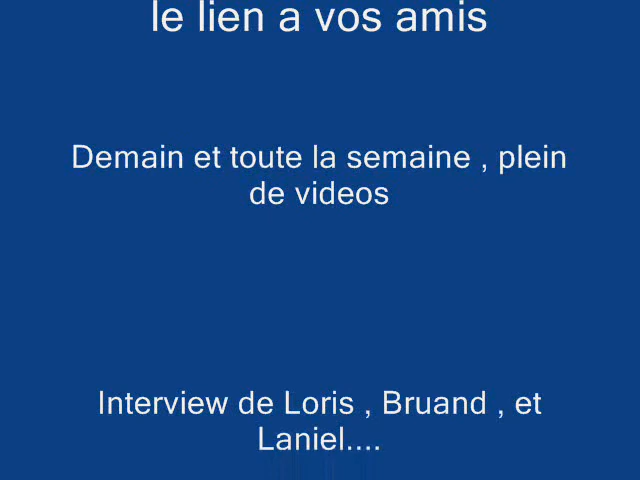 le lien a vos amis
Demain et toute la semaine , plein
de videos
Interview de Loris , Bruand , et
Laniel....